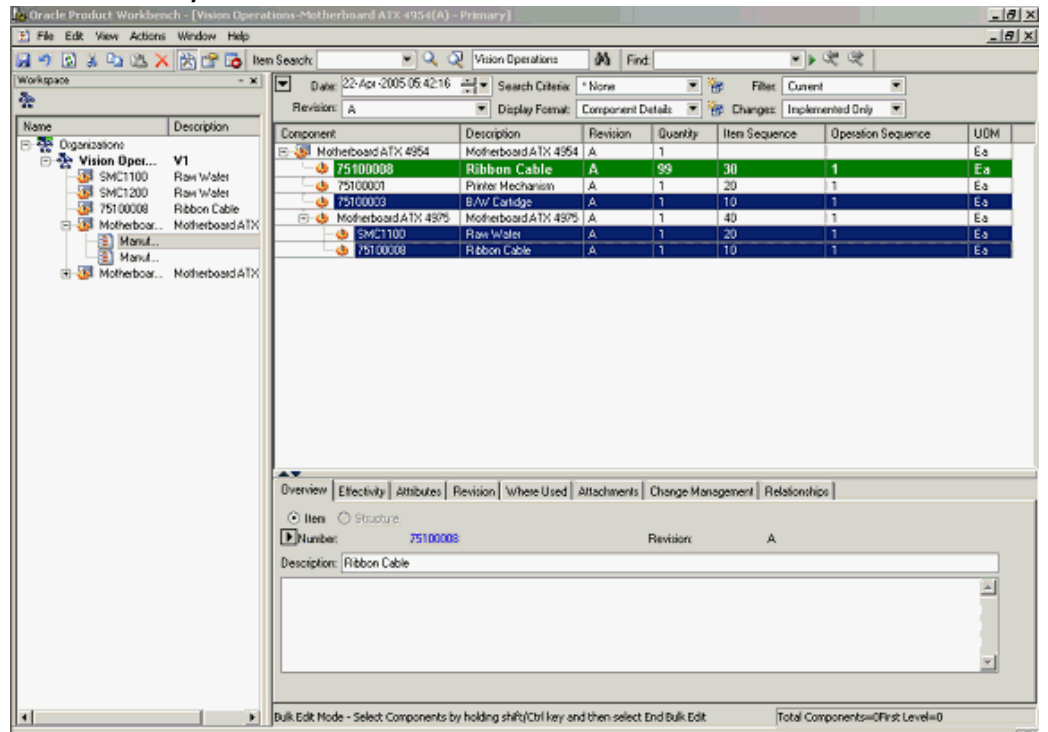 Oracle Product Workbench - [Vision Operations-Motherboard ATX 4954(A) - Primary]
File Edit View Actions Window Help
Item Search: Vision Operations Find:
Workspace
Date: 22-Apr-2005 05:42:16 Search Criteria: * None Filter: Current
Revision: A Display Format: Component Details Changes: Implemented Only
Name Description
Organizations
Vision Oper... V1
SMC1100 Raw Wafer
SMC1200 Raw Wafer
75100008 Ribbon Cable
Motherboar... Motherboard ATX
Manuf...
Manuf...
Motherboar... Motherboard ATX
Component Description Revision Quantity Item Sequence Operation Sequence UOM
Motherboard ATX 4954 Motherboard ATX 4954 A 1 Ea
75100008 Ribbon Cable A 99 30 1 Ea
75100001 Printer Mechanism A 1 20 1 Ea
75100003 B/W Cartidge A 1 10 1 Ea
Motherboard ATX 4975 Motherboard ATX 4975 A 1 40 1 Ea
SMC1100 Raw Wafer A 1 20 1 Ea
75100008 Ribbon Cable A 1 10 1 Ea
Overview Effectivity Attributes Revision Where Used Attachments Change Management Relationships
Item Structure
Number: 75100008 Revision: A
Description: Ribbon Cable
Bulk Edit Mode - Select Components by holding shift/Ctrl key and then select End Bulk Edit Total Components=0First Level=0